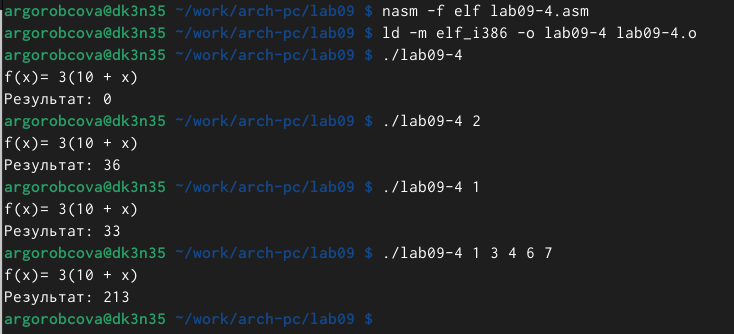 argorobcova@dk3n35 ~/work/arch-pc/lab09 $ nasm -f elf lab09-4.asm
argorobcova@dk3n35 ~/work/arch-pc/lab09 $ ld -m elf_i386 -o lab09-4 lab09-4.o
argorobcova@dk3n35 ~/work/arch-pc/lab09 $ ./lab09-4
f(x)= 3(10 + x)
Результат: 0
argorobcova@dk3n35 ~/work/arch-pc/lab09 $ ./lab09-4 2
f(x)= 3(10 + x)
Результат: 36
argorobcova@dk3n35 ~/work/arch-pc/lab09 $ ./lab09-4 1
f(x)= 3(10 + x)
Результат: 33
argorobcova@dk3n35 ~/work/arch-pc/lab09 $ ./lab09-4 1 3 4 6 7
f(x)= 3(10 + x)
Результат: 213
argorobcova@dk3n35 ~/work/arch-pc/lab09 $